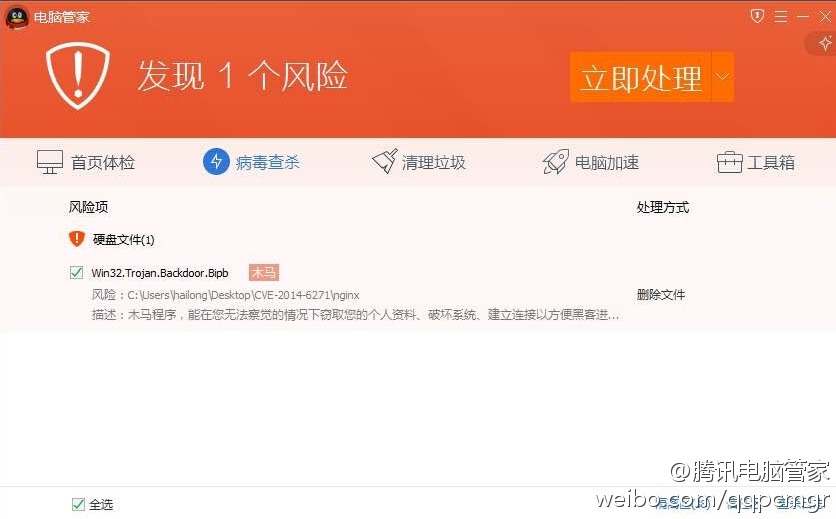 电脑管家
发现 1 个风险
立即处理
首页体检
病毒查杀
清理垃圾
电脑加速
工具箱
风险项
处理方式
硬盘文件(1)
Win32.Trojan.Backdoor.Bipb 木马
风险：C:\Users\hailong\Desktop\CVE-2014-6271\nginx
删除文件
描述：木马程序，能在您无法察觉的情况下窃取您的个人资料、破坏系统、建立连接以方便黑客进...
@腾讯电脑管家
全选
weibo.com/qqpcmgr